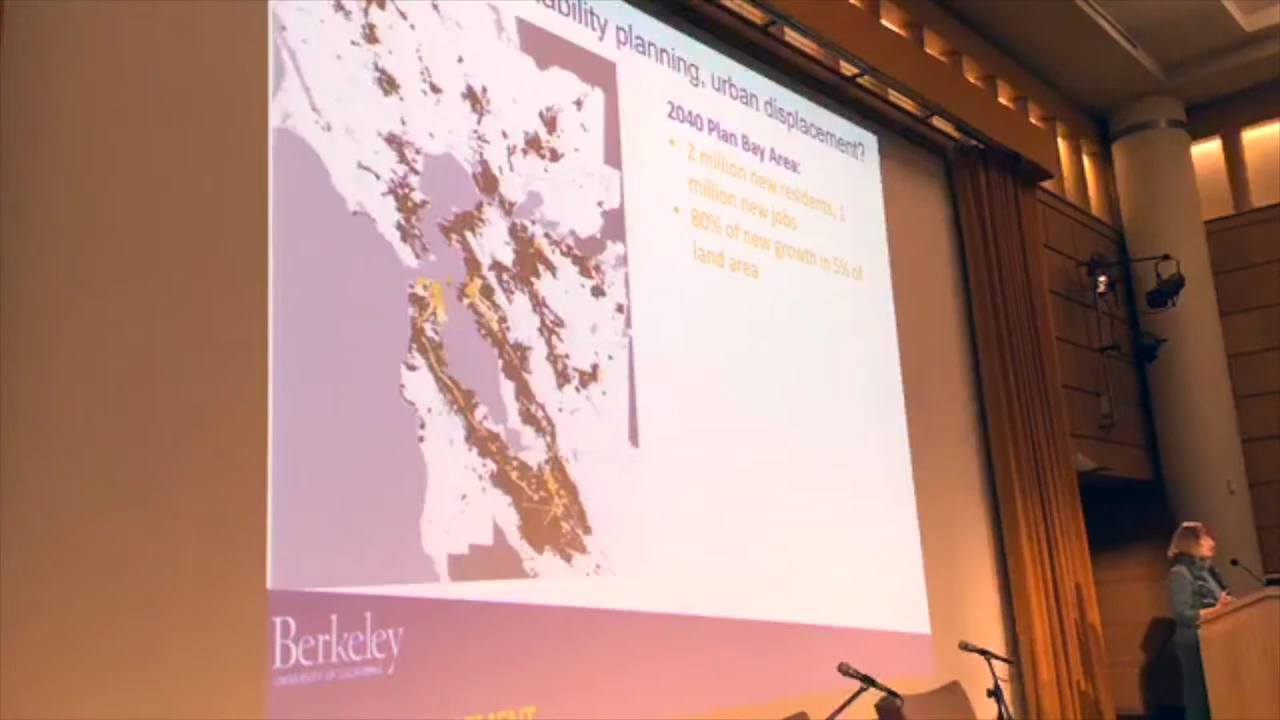 planning, urban displacement?
2040 Plan Bay Area:
• 2 million new residents, 1
million new jobs
• 80% of new growth in 5% of
land area
Berkeley
UNIVERSITY OF CALIFORNIA